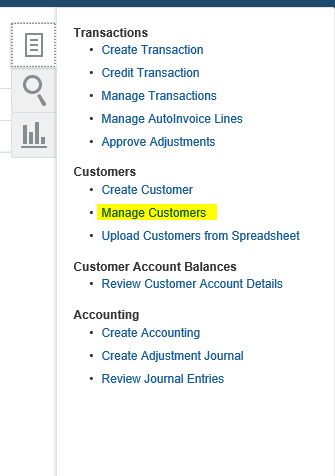 Transactions
• Create Transaction
• Credit Transaction
• Manage Transactions
• Manage AutoInvoice Lines
• Approve Adjustments
Customers
• Create Customer
• Manage Customers
• Upload Customers from Spreadsheet
Customer Account Balances
• Review Customer Account Details
Accounting
• Create Accounting
• Create Adjustment Journal
• Review Journal Entries